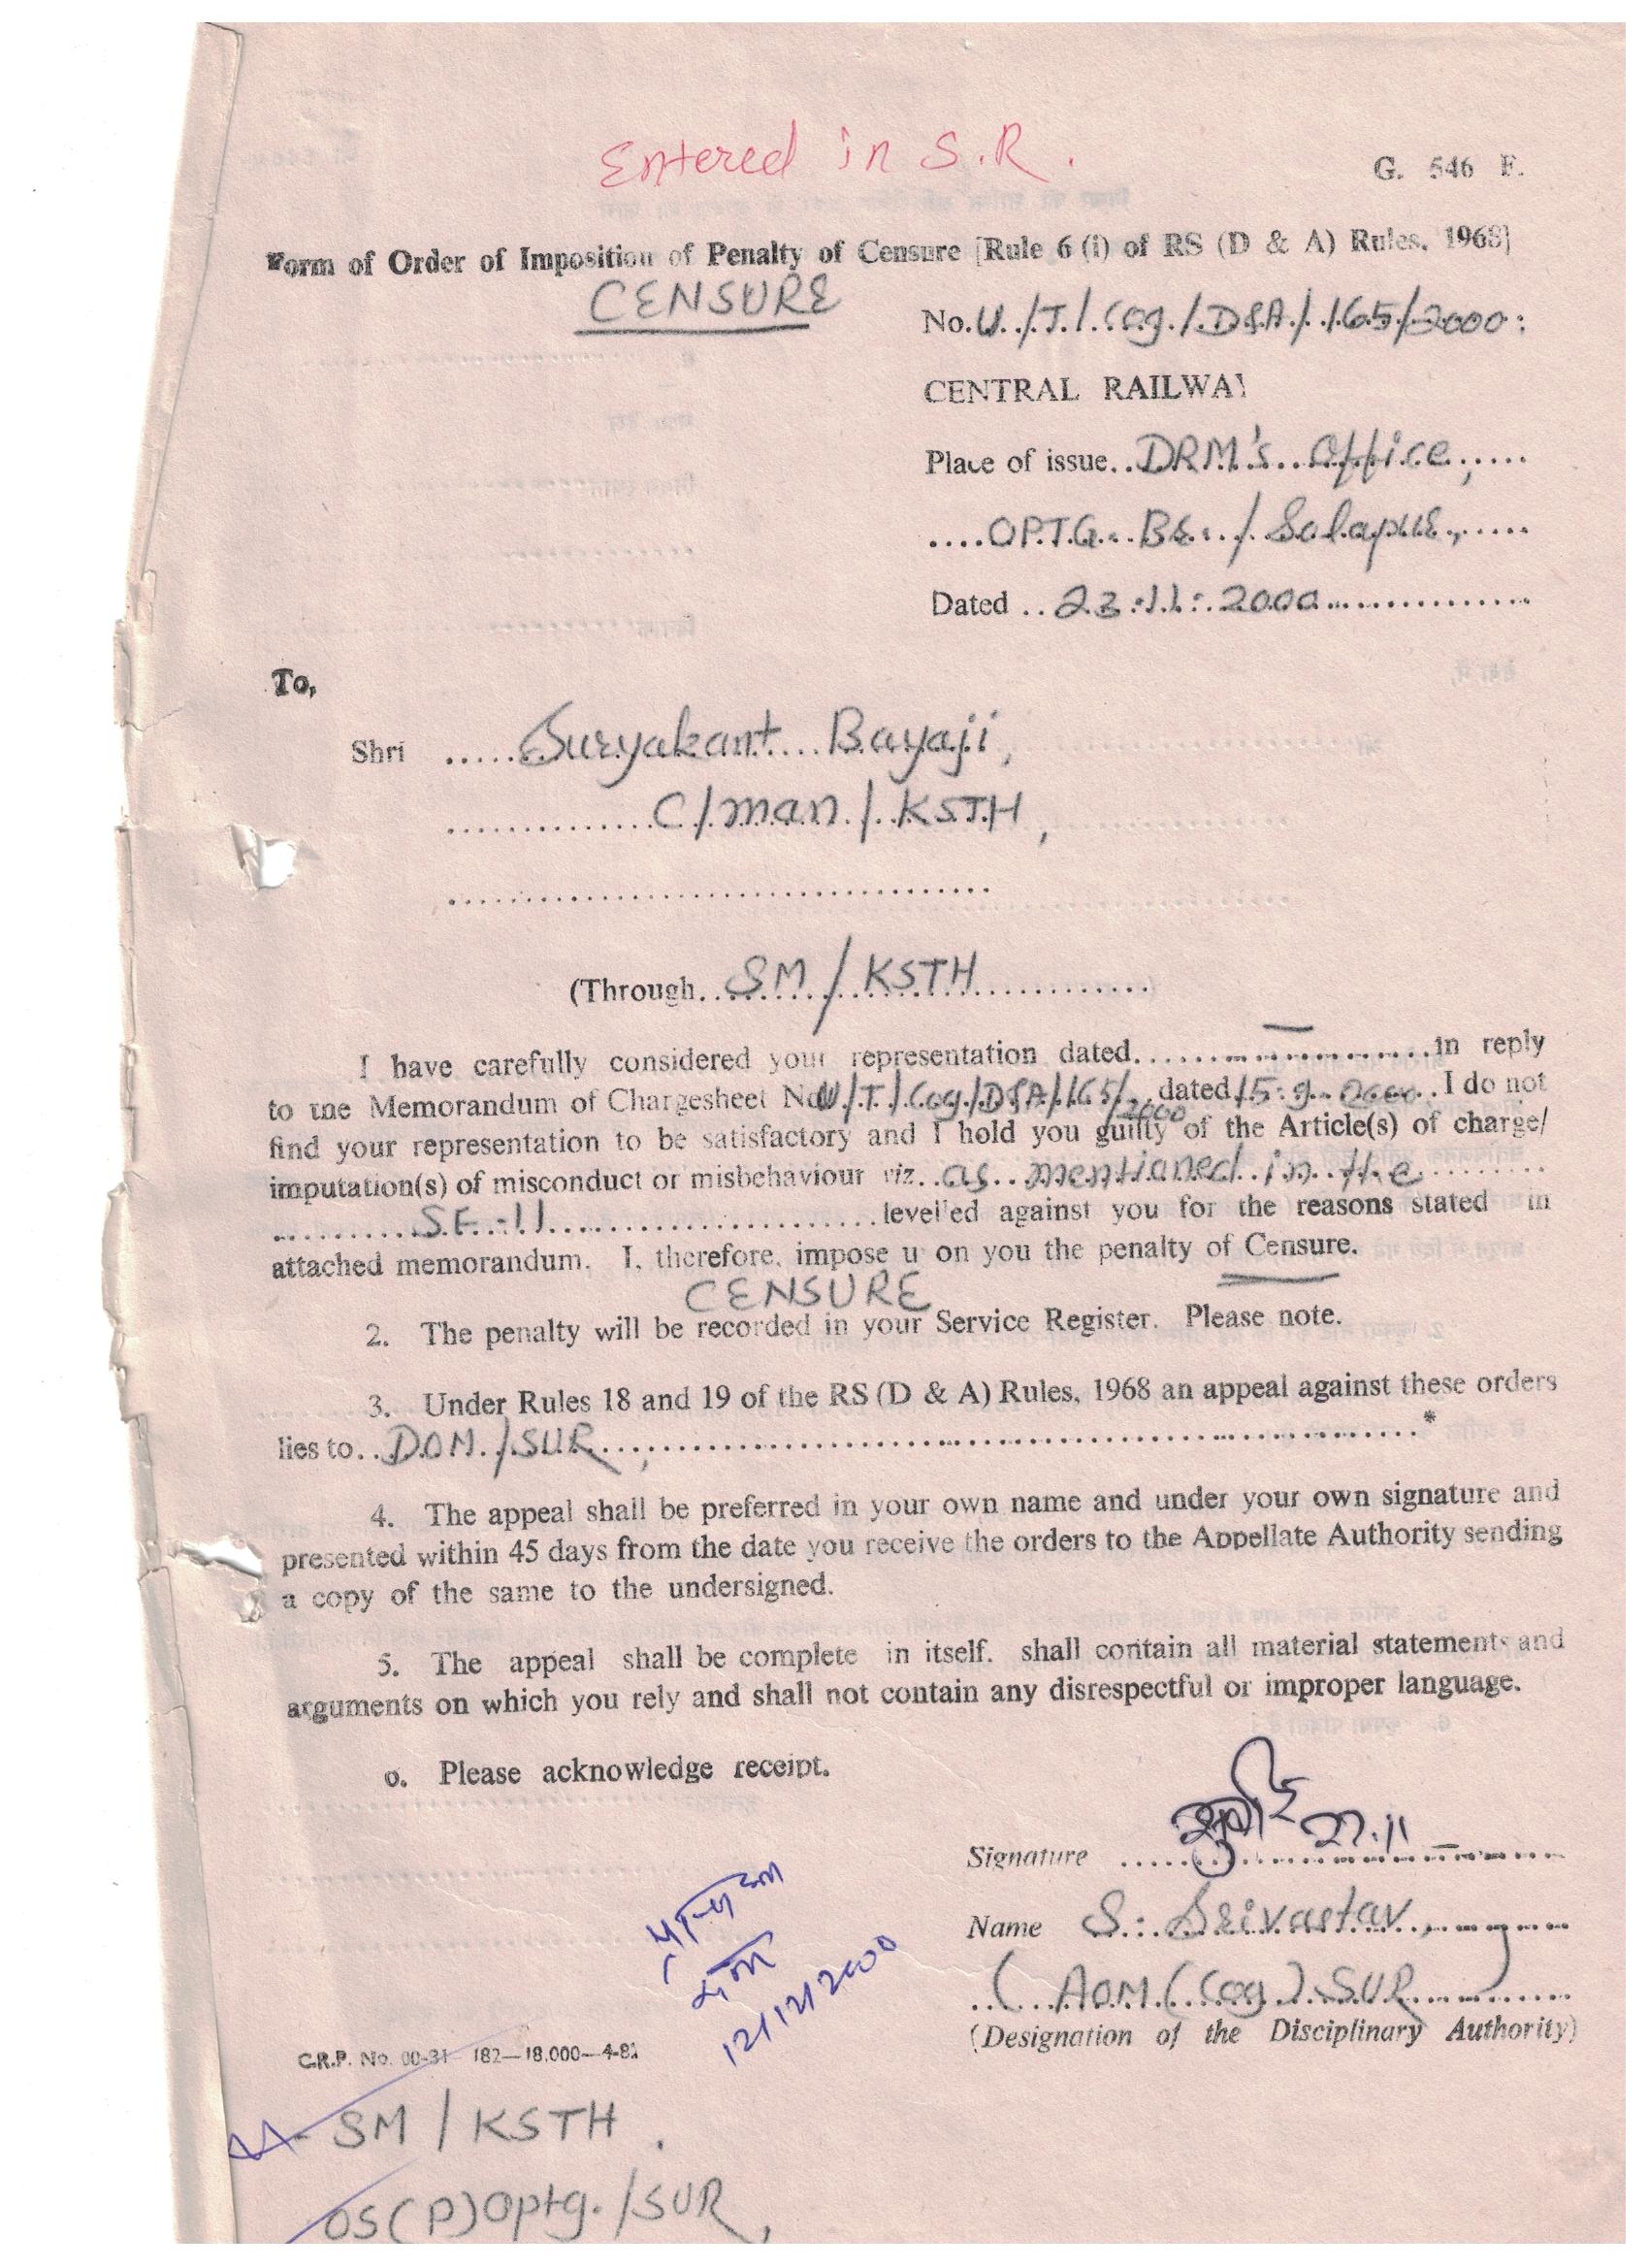 Entered in S.R.
G. 546 F.
Form of Order of Imposition of Penalty of Censure [Rule 6 (i) of RS (D & A) Rules, 1968]
CENSURE
No. U/T/Cog/D&A/165/2000:
CENTRAL RAILWAY
Place of issue..DRM's Office,.....
....OPTG. Br./Solapur,.....
Dated ..23.11.2000..............
To,
Shri .....Suryakant Bayaji,
.............C/man/KSTH,
(Through..SM/KSTH............)
I have carefully considered your representation dated......—......in reply
to the Memorandum of Chargesheet No U/T/Cog/D&A/165/2000, dated 15.9.2000. I do not
find your representation to be satisfactory and I hold you guilty of the Article(s) of charge/
imputation(s) of misconduct or misbehaviour viz..as mentioned in the........
.........S.F.-11....................levelled against you for the reasons stated in
attached memorandum. I, therefore, impose upon you the penalty of Censure.
CENSURE
2. The penalty will be recorded in your Service Register. Please note.
3. Under Rules 18 and 19 of the RS (D & A) Rules, 1968 an appeal against these orders
lies to..DOM/SUR,..............................*
4. The appeal shall be preferred in your own name and under your own signature and
presented within 45 days from the date you receive the orders to the Appellate Authority sending
a copy of the same to the undersigned.
5. The appeal shall be complete in itself. shall contain all material statements and
arguments on which you rely and shall not contain any disrespectful or improper language.
6. Please acknowledge receipt.
Signature ..........
Name S. Srivastav,
(AOM (Cog) SUR)
(Designation of the Disciplinary Authority)
12/12/2000
C.R.P. No. 00-31—182—18,000—4-82
SM/KSTH.
OS(P)Optg./SUR,